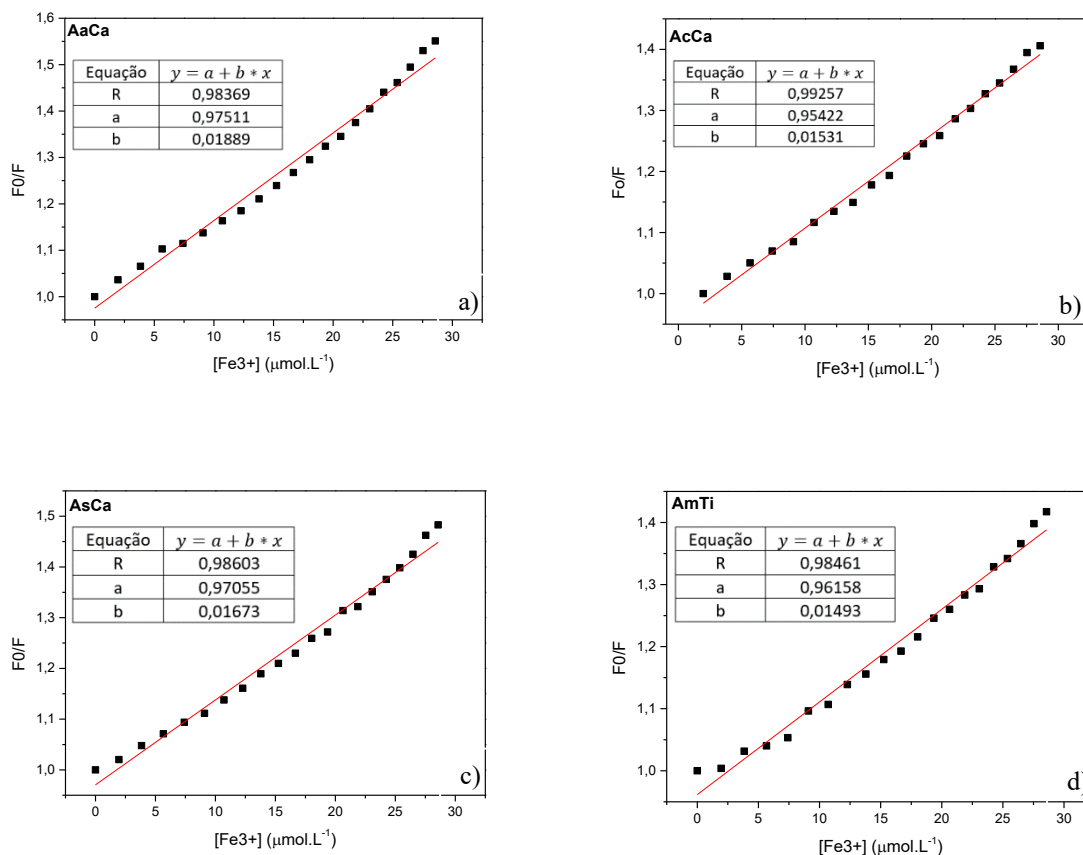 AaCa
Equação y = a + b * x
R 0,98369
a 0,97511
b 0,01889
1,6
1,5
1,4
1,3
1,2
1,1
1,0
F0/F
0 5 10 15 20 25 30
[Fe3+] (μmol.L⁻¹)
a)
AcCa
Equação y = a + b * x
R 0,99257
a 0,95422
b 0,01531
1,4
1,3
1,2
1,1
1,0
Fo/F
0 5 10 15 20 25 30
[Fe3+] (μmol.L⁻¹)
b)
AsCa
Equação y = a + b * x
R 0,98603
a 0,97055
b 0,01673
1,5
1,4
1,3
1,2
1,1
1,0
F0/F
0 5 10 15 20 25 30
[Fe3+] (μmol.L⁻¹)
c)
AmTi
Equação y = a + b * x
R 0,98461
a 0,96158
b 0,01493
1,4
1,3
1,2
1,1
1,0
F0/F
0 5 10 15 20 25 30
[Fe3+] (μmol.L⁻¹)
d)